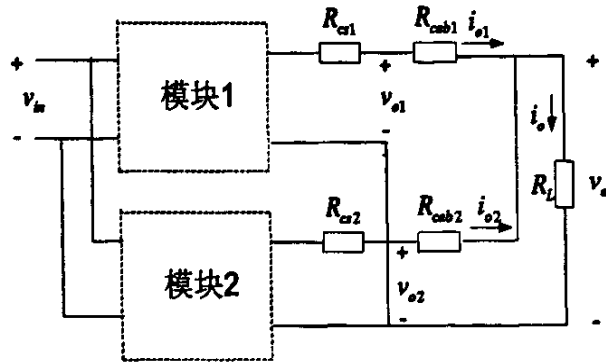 R_cs1 R_cab1 i_o1
+ + +
v_in 模块1 v_o1 i_o
- -
R_cs2 R_cab2 i_o2 R_L v_o
模块2 +
v_o2
- -